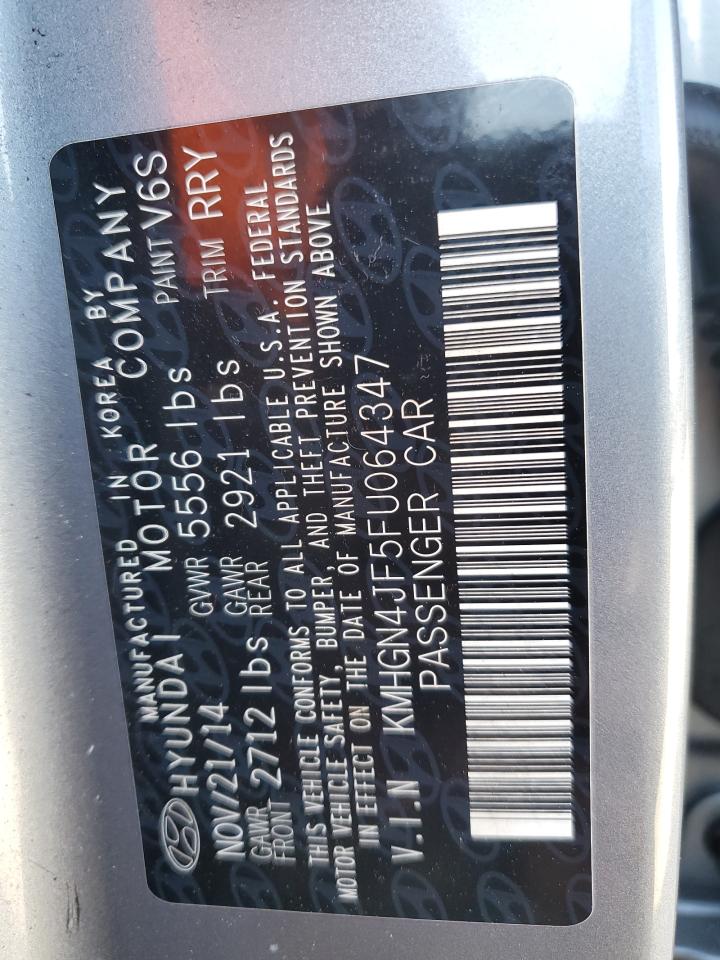 MANUFACTURED IN KOREA BY
HYUNDAI MOTOR COMPANY
NOV/21/14 GVWR 5556 lbs PAINT V6S
GAWR FRONT 2712 lbs GAWR REAR 2921 lbs TRIM RRY
THIS VEHICLE CONFORMS TO ALL APPLICABLE U.S.A. FEDERAL
MOTOR VEHICLE SAFETY, BUMPER, AND THEFT PREVENTION STANDARDS
IN EFFECT ON THE DATE OF MANUFACTURE SHOWN ABOVE
V.I.N KMHGN4JF5FU064347
PASSENGER CAR